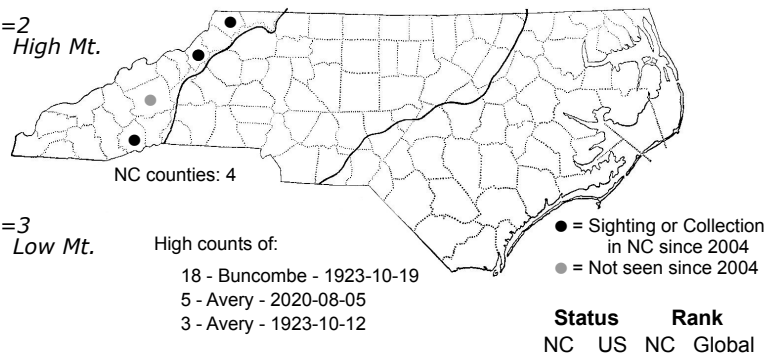 =2
High Mt.
NC counties: 4
=3
Low Mt.
High counts of:
18 - Buncombe - 1923-10-19
5 - Avery - 2020-08-05
3 - Avery - 1923-10-12
= Sighting or Collection
in NC since 2004
= Not seen since 2004
Status Rank
NC US NC Global